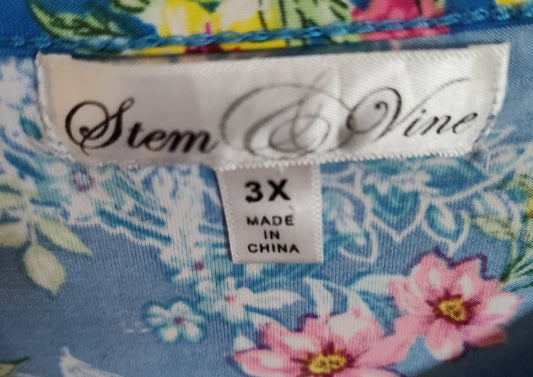 Stem & Vine
3X
MADE
IN
CHINA